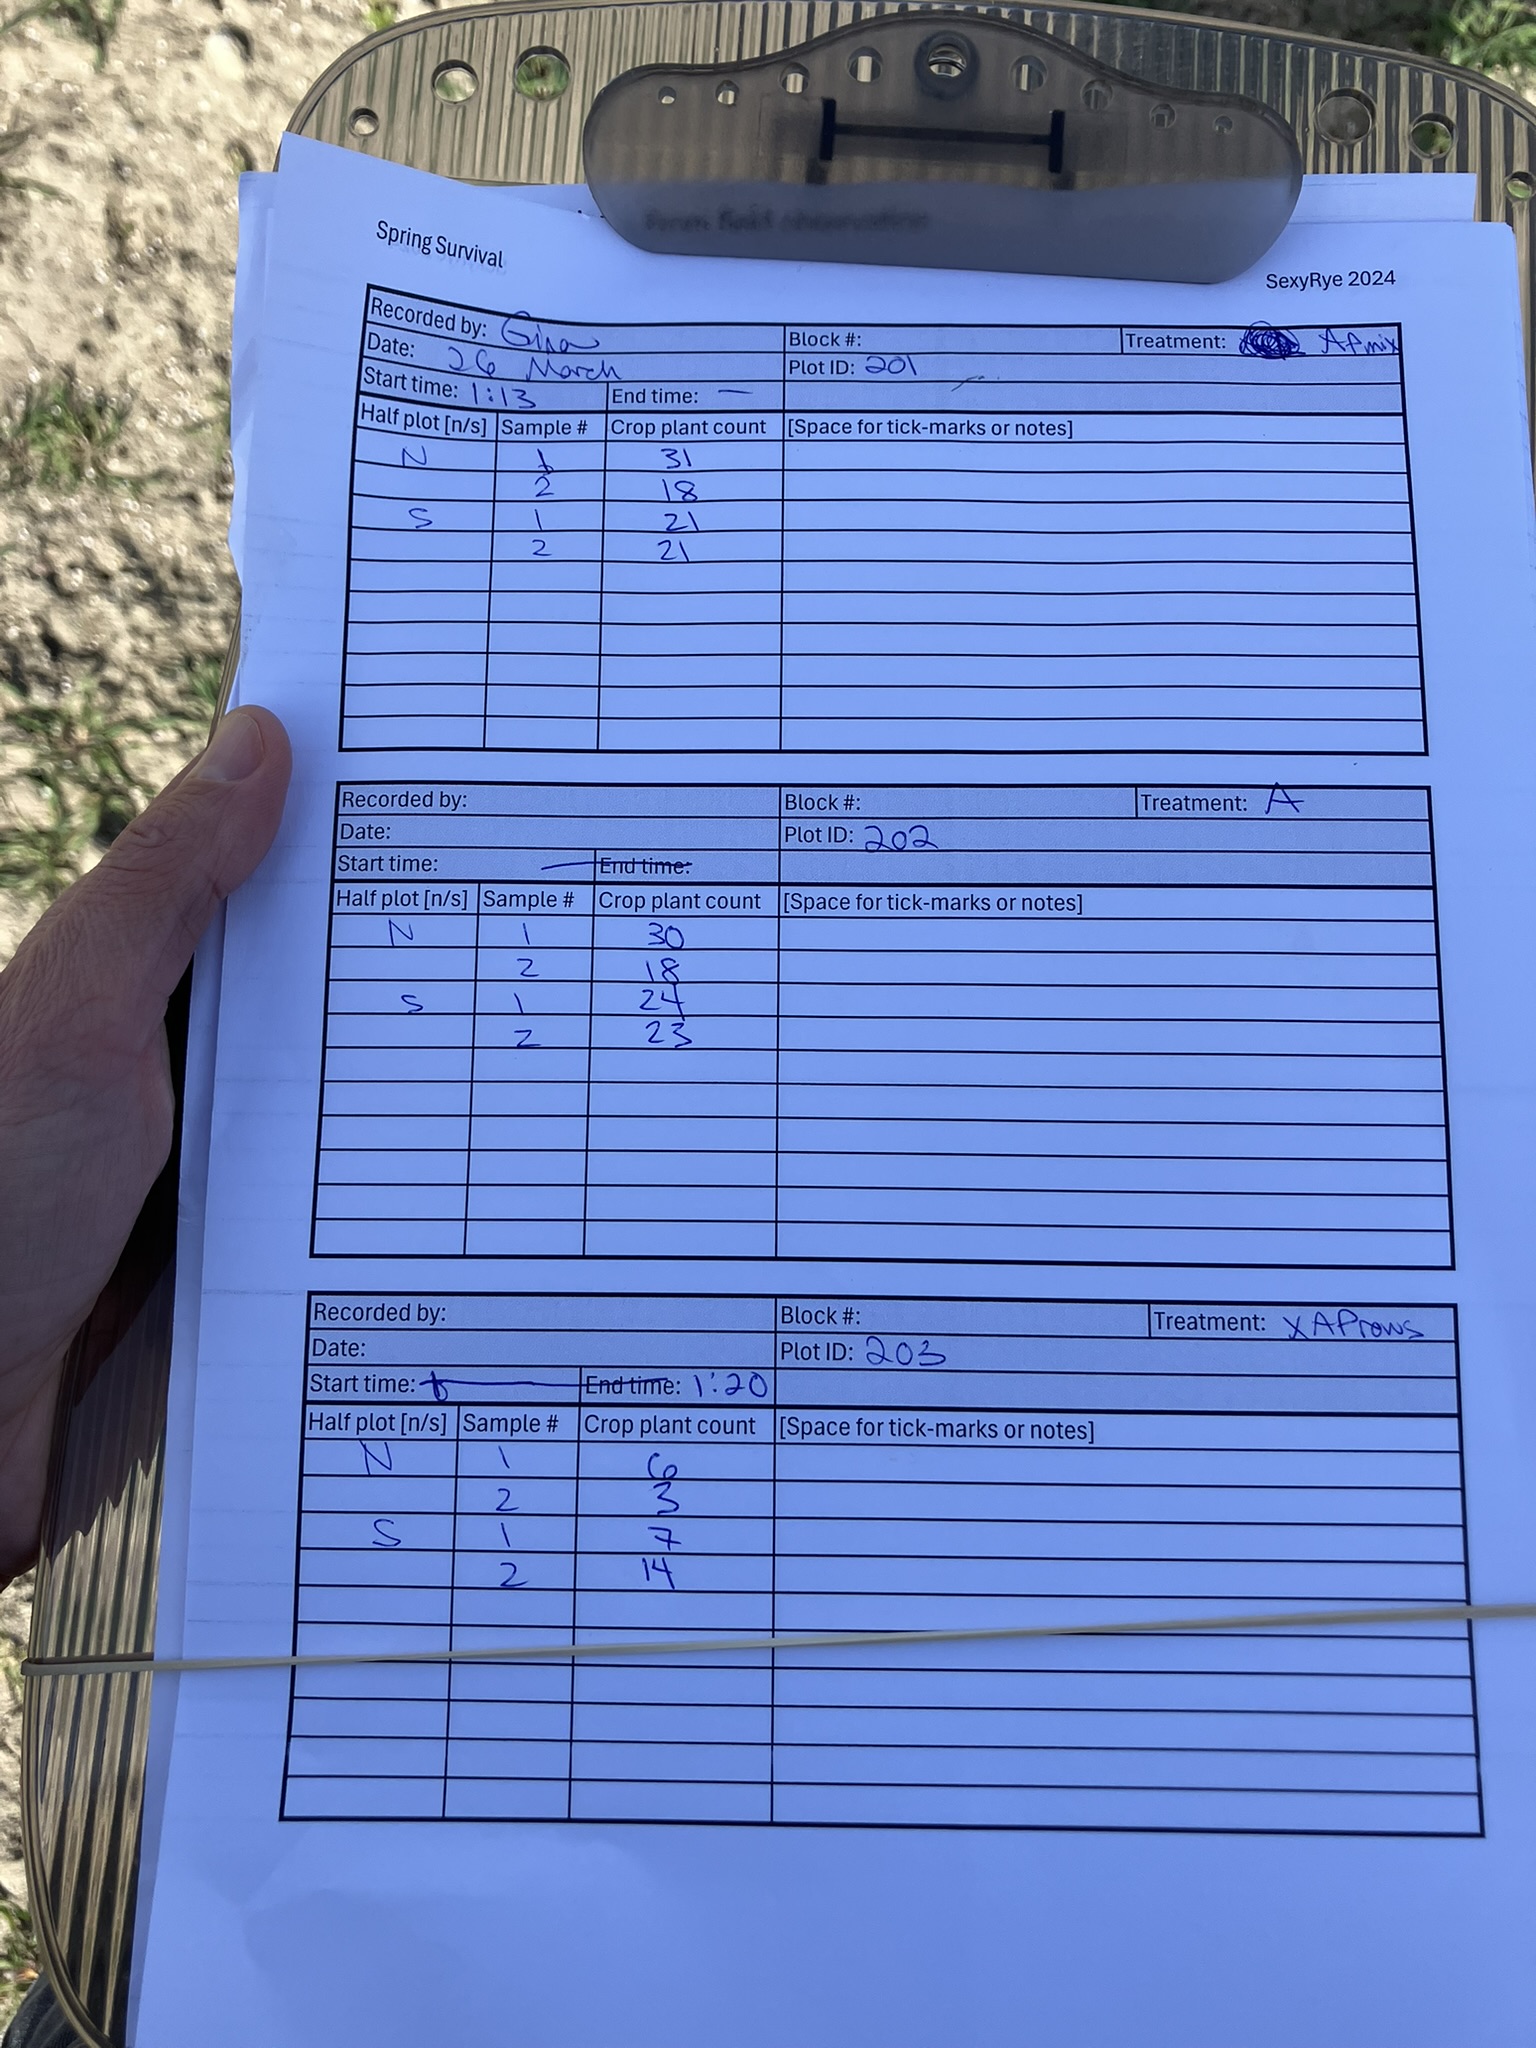 Spring Survival
SexyRye 2024
Recorded by: Gina
Block #:
Treatment: APmix
Date: 26 March
Plot ID: 201
Start time: 1:13
End time: —
Half plot [n/s] Sample # Crop plant count [Space for tick-marks or notes]
N 1 31
2 18
S 1 21
2 21
Recorded by:
Block #:
Treatment: A
Date:
Plot ID: 202
Start time: — End time:
Half plot [n/s] Sample # Crop plant count [Space for tick-marks or notes]
N 1 30
2 18
S 1 24
2 23
Recorded by:
Block #:
Treatment: XAProws
Date:
Plot ID: 203
Start time: End time: 1:20
Half plot [n/s] Sample # Crop plant count [Space for tick-marks or notes]
N 1 6
2 3
S 1 7
2 14